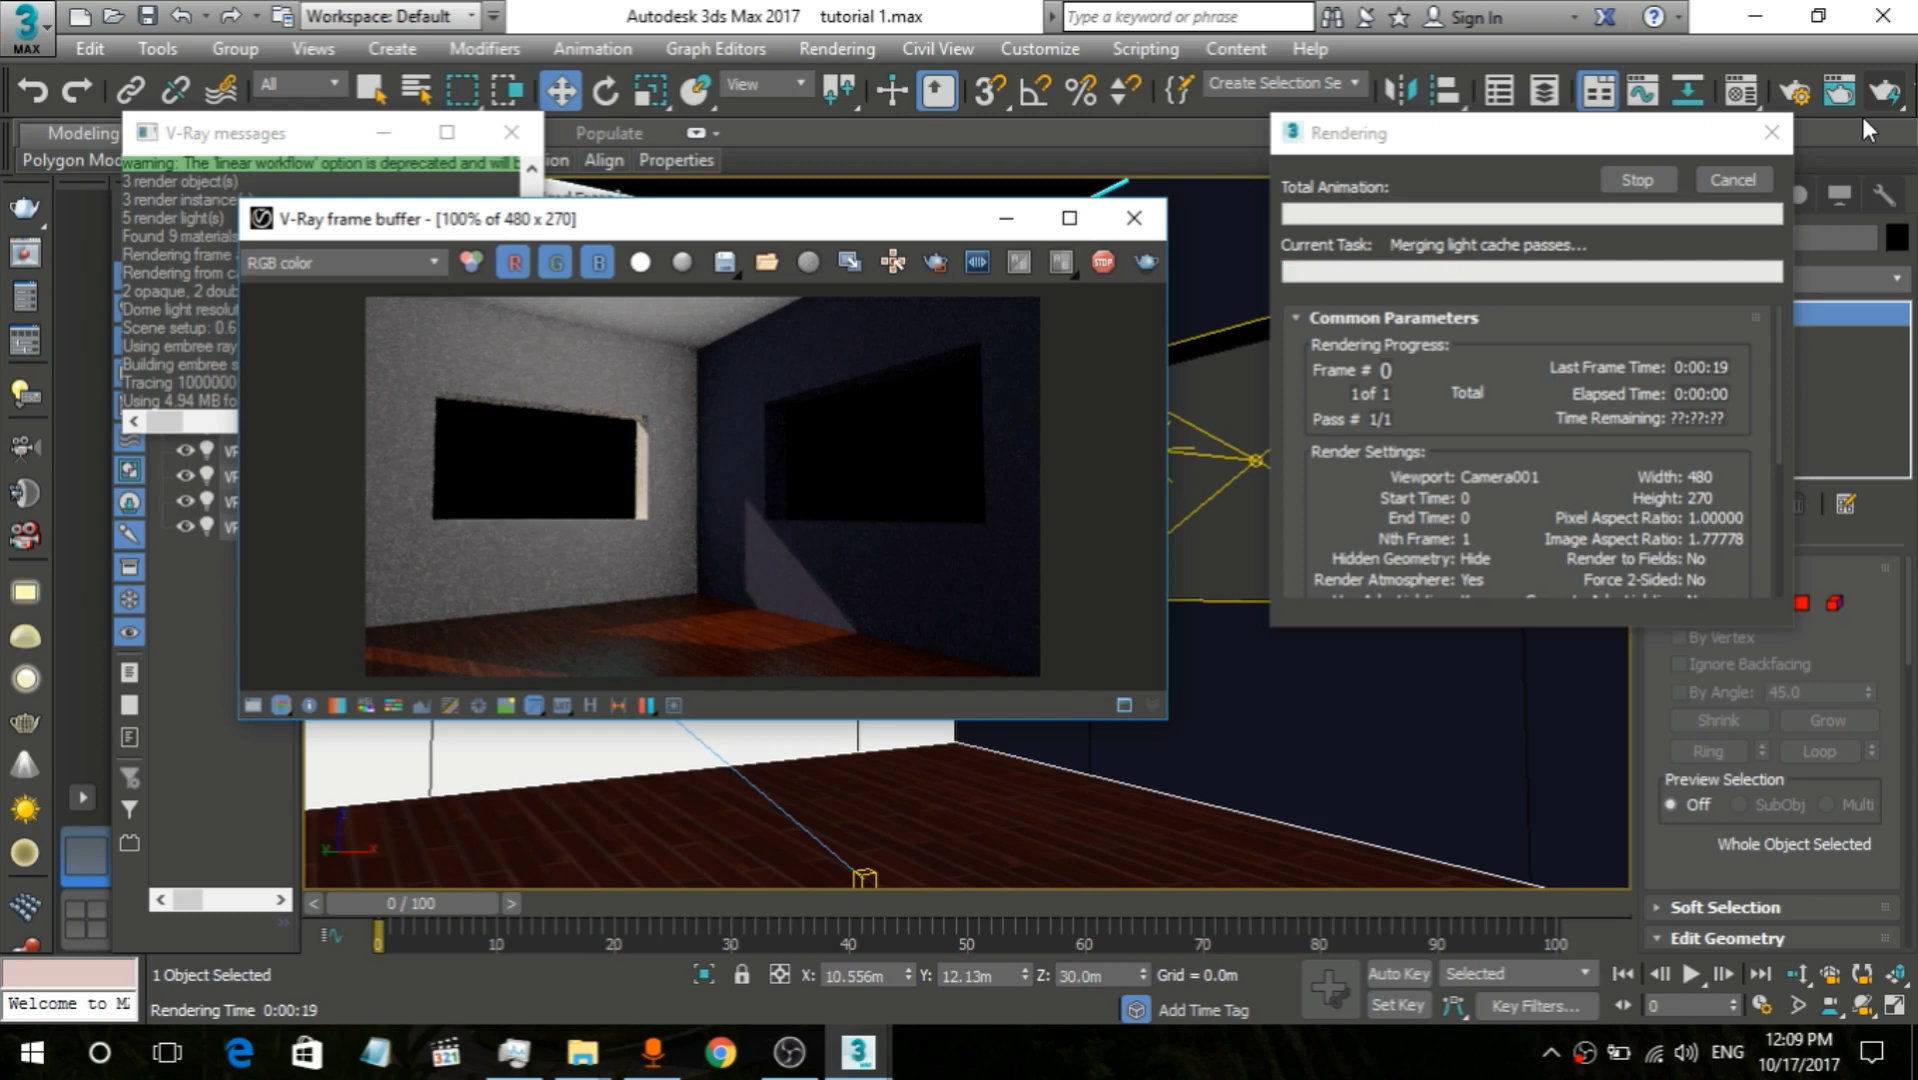 3
MAX
Workspace: Default
Autodesk 3ds Max 2017 tutorial 1.max
Type a keyword or phrase
Sign In
Edit Tools Group Views Create Modifiers Animation Graph Editors Rendering Civil View Customize Scripting Content Help
All
View
Create Selection Se
Modeling
Populate
Polygon Mo
Align Properties
V-Ray messages
warning: The 'linear workflow' option is deprecated and will b
3 render object(s)
3 render instance
5 render light(s)
Found 9 materials
Rendering frame
Rendering from ca
2 opaque, 2 doub
Dome light resolut
Scene setup: 0.6
Using embree ray
Building embree s
Tracing 1000000
Using 4.94 MB fo
V-Ray frame buffer - [100% of 480 x 270]
RGB color
R G B
STOP
Rendering
Stop Cancel
Total Animation:
Current Task: Merging light cache passes...
Common Parameters
Rendering Progress:
Frame # 0
Last Frame Time: 0:00:19
1 of 1 Total
Elapsed Time: 0:00:00
Pass # 1/1
Time Remaining: ??:??:??
Render Settings:
Viewport: Camera001 Width: 480
Start Time: 0 Height: 270
End Time: 0 Pixel Aspect Ratio: 1.00000
Nth Frame: 1 Image Aspect Ratio: 1.77778
Hidden Geometry: Hide Render to Fields: No
Render Atmosphere: Yes Force 2-Sided: No
By Vertex
Ignore Backfacing
By Angle: 45.0
Shrink Grow
Ring Loop
Preview Selection
Off SubObj Multi
Whole Object Selected
Soft Selection
Edit Geometry
0 / 100
0 10 20 30 40 50 60 70 80 90 100
1 Object Selected
X: 10.556m Y: 12.13m Z: 30.0m Grid = 0.0m
Auto Key Selected
Welcome to M
Rendering Time 0:00:19
Add Time Tag
Set Key Key Filters...
0
ENG
12:09 PM
10/17/2017